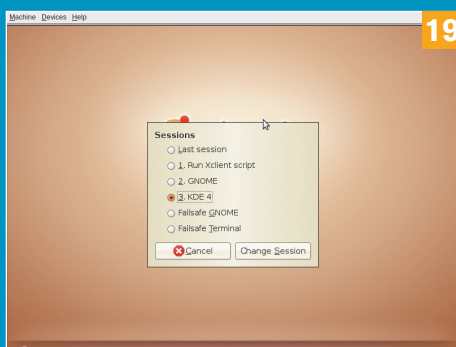 Machine Devices Help
19
Sessions
Last session
1. Run Xclient script
2. GNOME
3. KDE 4
Failsafe GNOME
Failsafe Terminal
Cancel Change Session